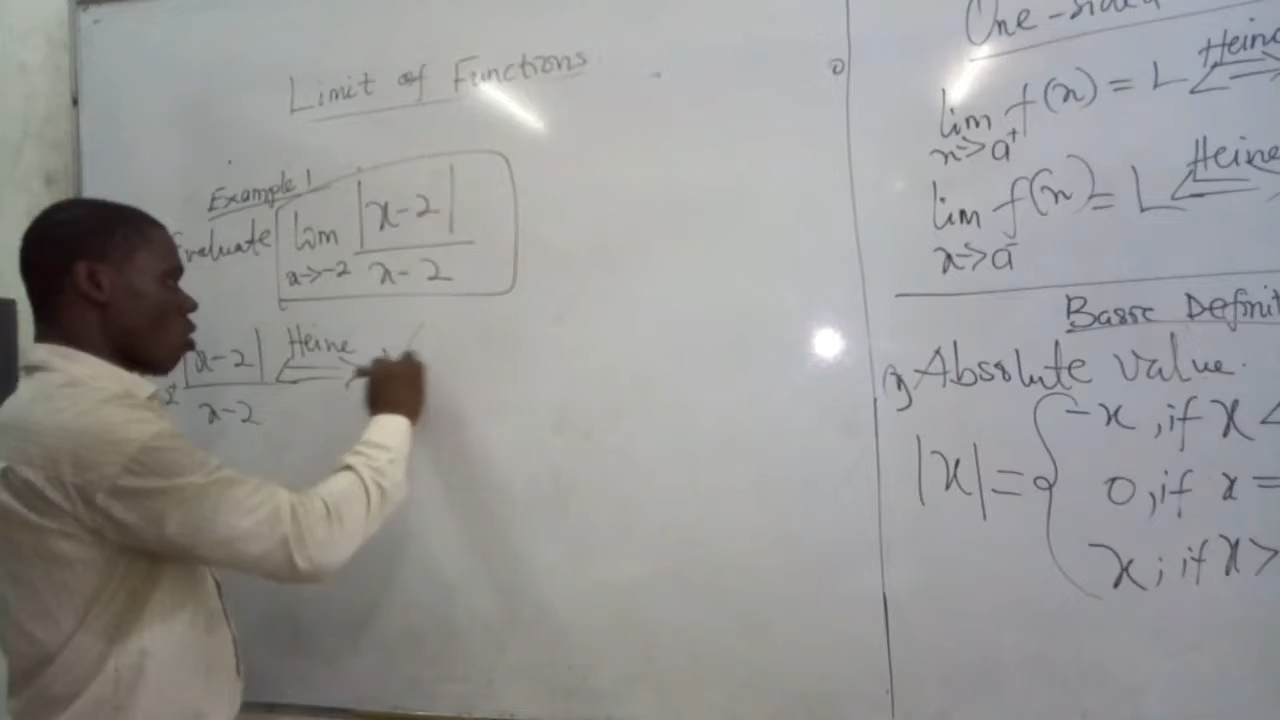 Limit of Functions
Example 1
Evaluate lim |x-2|
x→-2 x-2
|x-2| Heine
x-2
One-sided
lim f(x) = L Heine
x→a⁺
lim f(x) = L Heine
x→a⁻
Basic Definit
Absolute value.
|x| = { -x, if x <
0, if x =
x; if x >